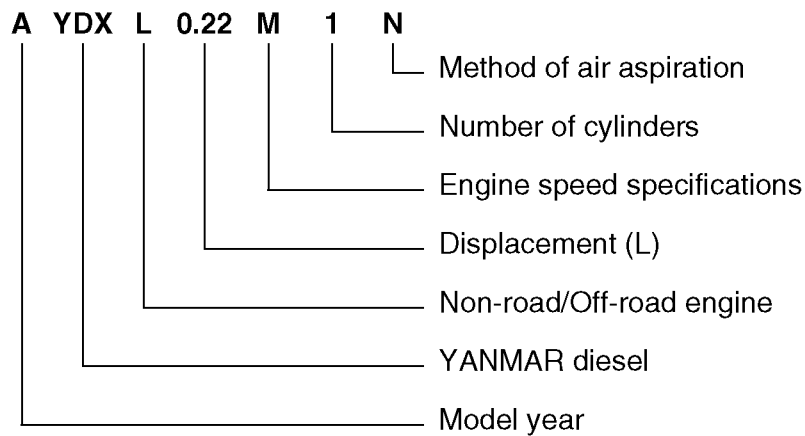 A YDX L 0.22 M 1 N
Method of air aspiration
Number of cylinders
Engine speed specifications
Displacement (L)
Non-road/Off-road engine
YANMAR diesel
Model year